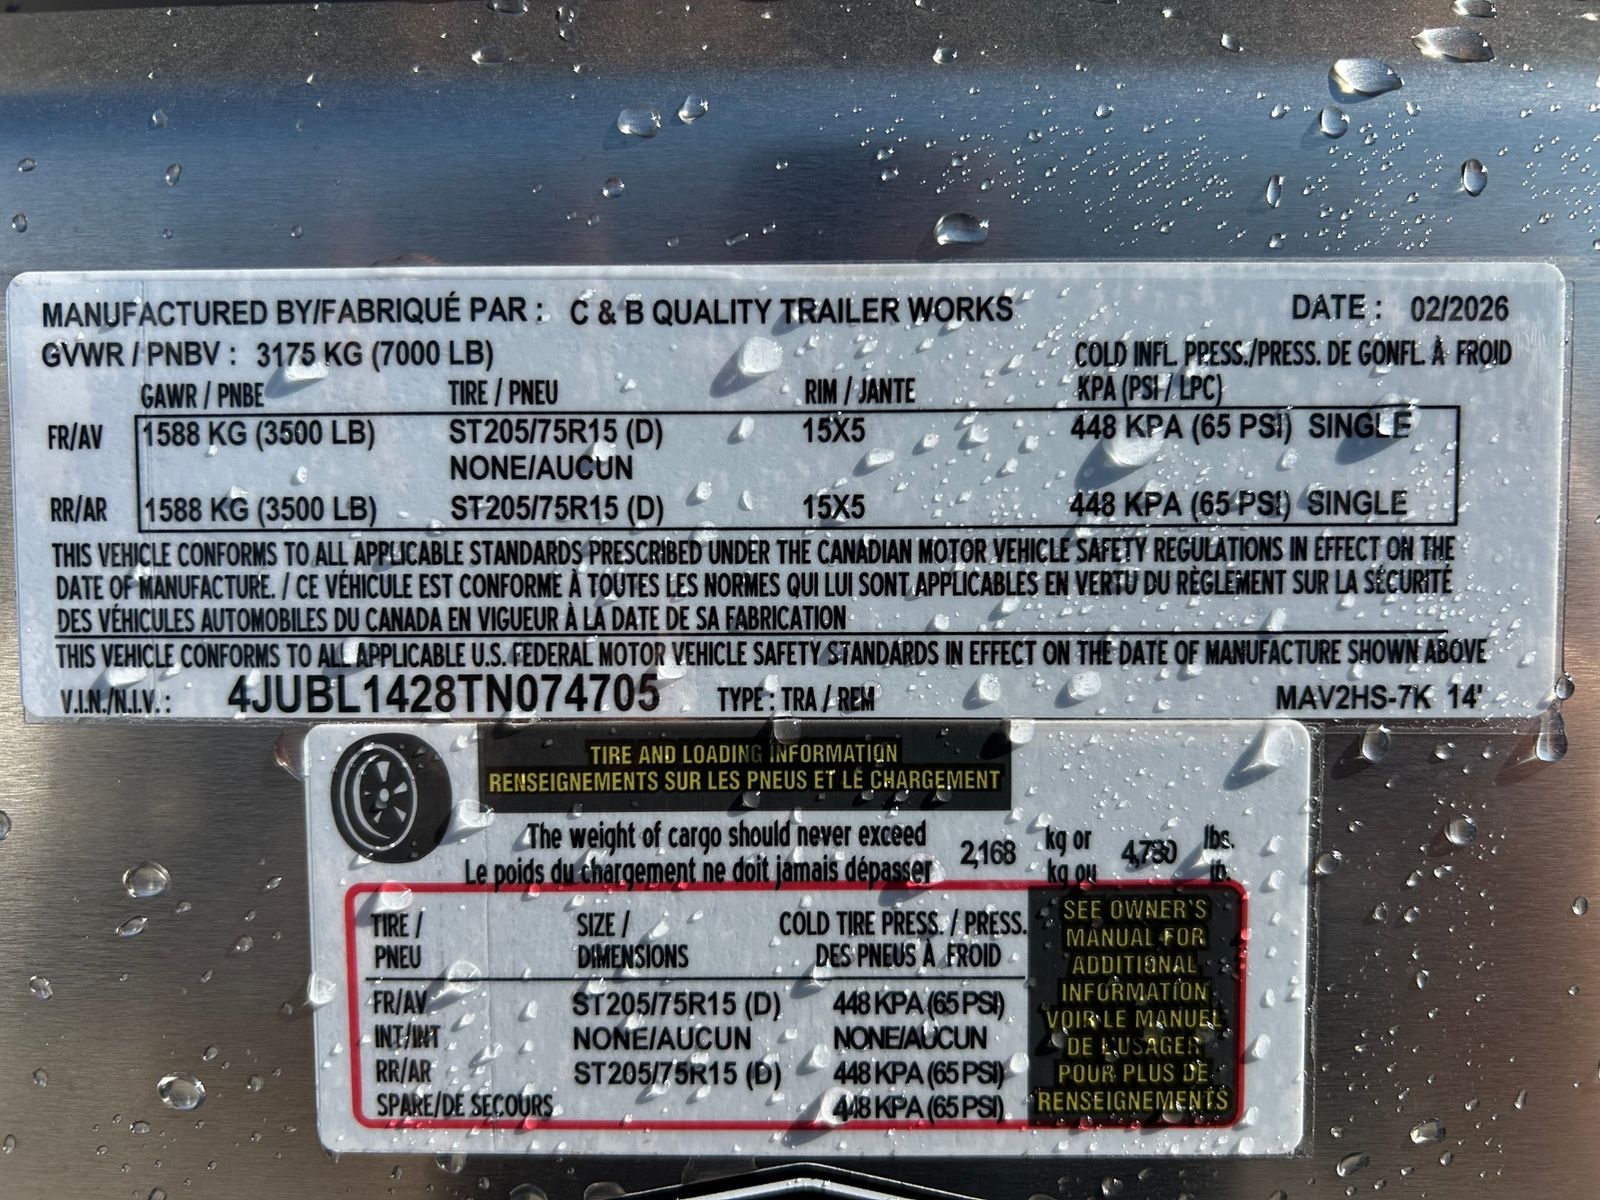 MANUFACTURED BY/FABRIQUÉ PAR : C & B QUALITY TRAILER WORKS DATE : 02/2026
GVWR / PNBV : 3175 KG (7000 LB) COLD INFL. PRESS./PRESS. DE GONFL. À FROID
GAWR / PNBE TIRE / PNEU RIM / JANTE KPA (PSI / LPC)
FR/AV 1588 KG (3500 LB) ST205/75R15 (D) 15X5 448 KPA (65 PSI) SINGLE
NONE/AUCUN
RR/AR 1588 KG (3500 LB) ST205/75R15 (D) 15X5 448 KPA (65 PSI) SINGLE
THIS VEHICLE CONFORMS TO ALL APPLICABLE STANDARDS PRESCRIBED UNDER THE CANADIAN MOTOR VEHICLE SAFETY REGULATIONS IN EFFECT ON THE
DATE OF MANUFACTURE. / CE VÉHICULE EST CONFORME À TOUTES LES NORMES QUI LUI SONT APPLICABLES EN VERTU DU RÈGLEMENT SUR LA SÉCURITÉ
DES VÉHICULES AUTOMOBILES DU CANADA EN VIGUEUR À LA DATE DE SA FABRICATION
THIS VEHICLE CONFORMS TO ALL APPLICABLE U.S. FEDERAL MOTOR VEHICLE SAFETY STANDARDS IN EFFECT ON THE DATE OF MANUFACTURE SHOWN ABOVE
V.I.N./N.I.V.: 4JUBL1428TN074705 TYPE : TRA / REM MAV2HS-7K 14'
TIRE AND LOADING INFORMATION
RENSEIGNEMENTS SUR LES PNEUS ET LE CHARGEMENT
The weight of cargo should never exceed 2,168 kg or 4,780 lbs.
Le poids du chargement ne doit jamais dépasser kg ou lb.
TIRE / SIZE / COLD TIRE PRESS. / PRESS.
PNEU DIMENSIONS DES PNEUS À FROID
FR/AV ST205/75R15 (D) 448 KPA (65 PSI)
INT/INT NONE/AUCUN NONE/AUCUN
RR/AR ST205/75R15 (D) 448 KPA (65 PSI)
SPARE/DE SECOURS 448 KPA (65 PSI)
SEE OWNER'S
MANUAL FOR
ADDITIONAL
INFORMATION
VOIR LE MANUEL
DE L'USAGER
POUR PLUS DE
RENSEIGNEMENTS